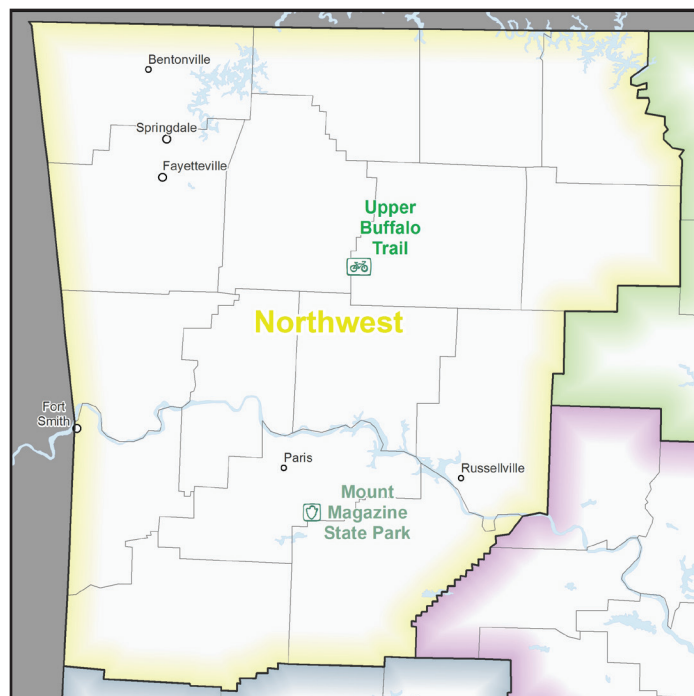 Bentonville
Springdale
Fayetteville
Upper
Buffalo
Trail
Northwest
Fort
Smith
Paris
Russellville
Mount
Magazine
State Park